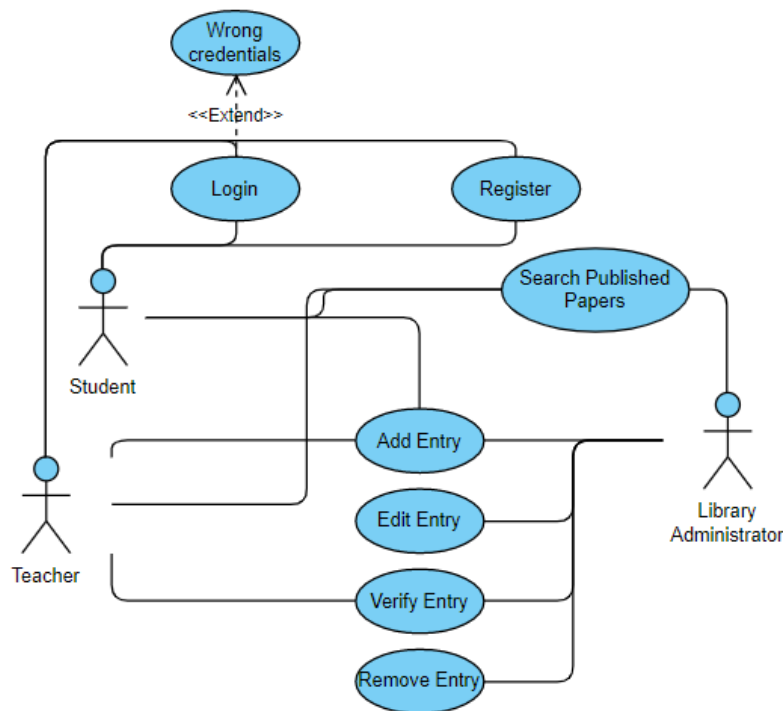 Wrong
credentials
<<Extend>>
Login
Register
Search Published
Papers
Student
Add Entry
Library
Administrator
Edit Entry
Teacher
Verify Entry
Remove Entry